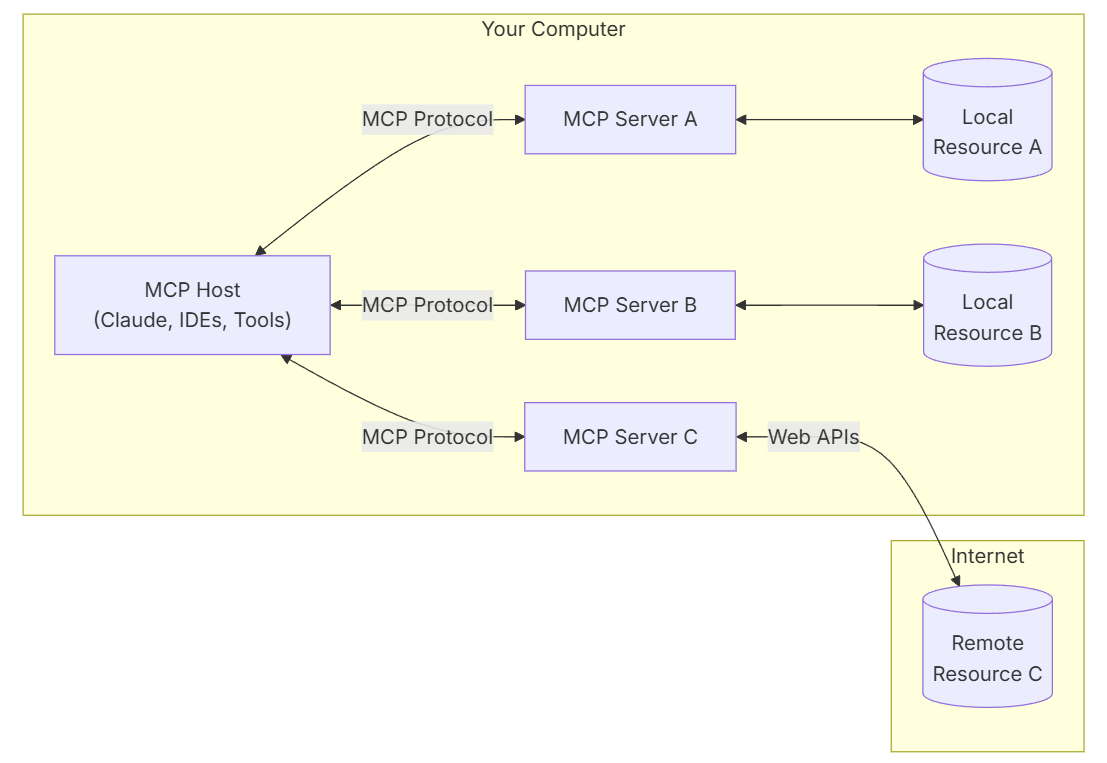 Your Computer
MCP Protocol
MCP Server A
Local
Resource A
MCP Host
(Claude, IDEs, Tools)
MCP Protocol
MCP Server B
Local
Resource B
MCP Protocol
MCP Server C
Web APIs
Internet
Remote
Resource C